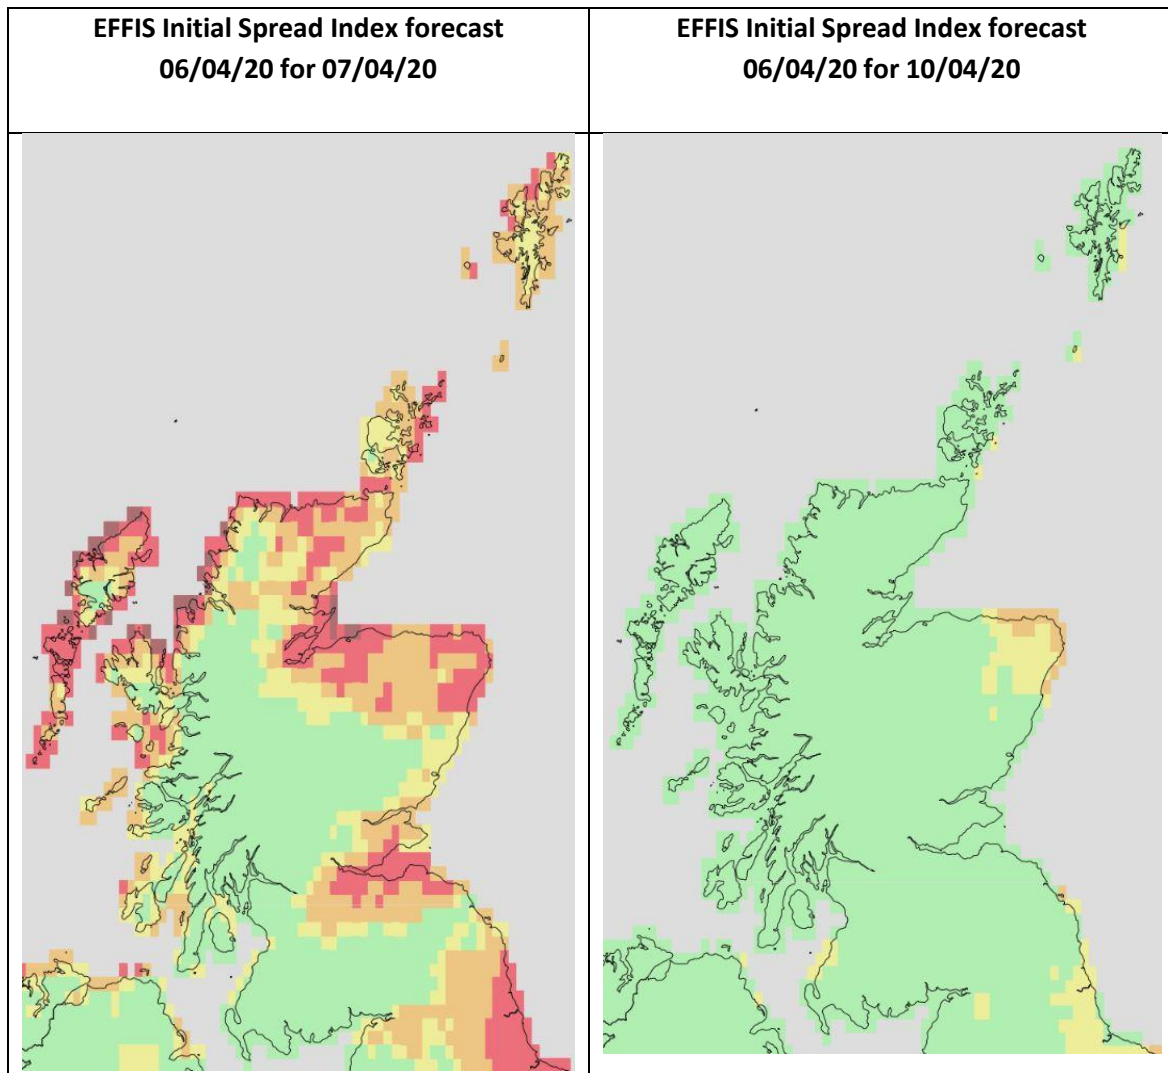 EFFIS Initial Spread Index forecast
06/04/20 for 07/04/20
EFFIS Initial Spread Index forecast
06/04/20 for 10/04/20